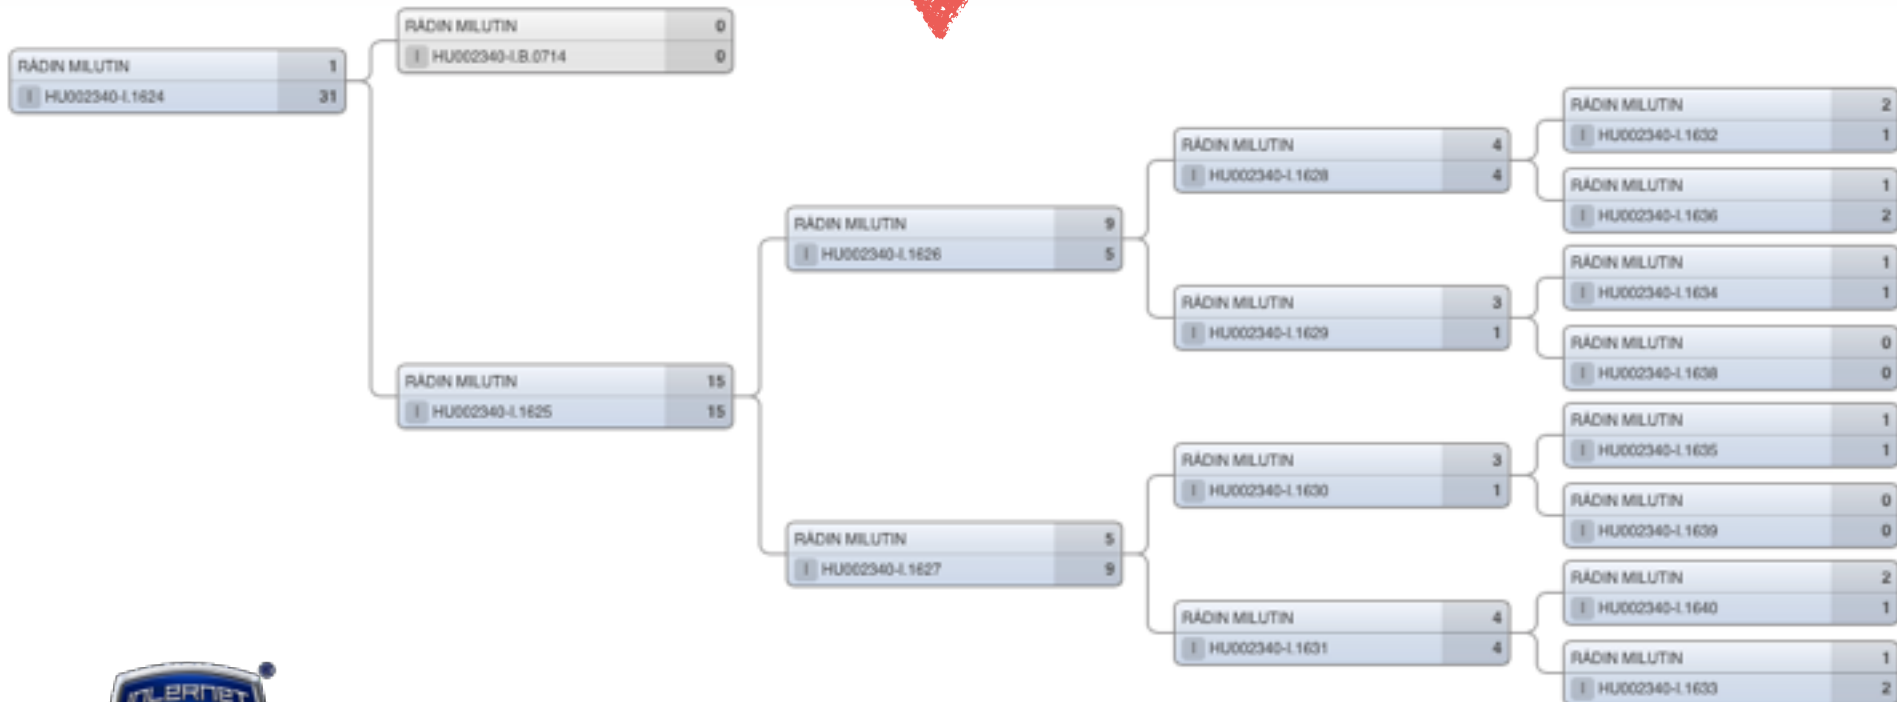 RÁDIN MILUTIN 1
I HU002340-I.1624 31
RÁDIN MILUTIN 0
I HU002340-I.B.0714 0
RÁDIN MILUTIN 15
I HU002340-I.1625 15
RÁDIN MILUTIN 9
I HU002340-I.1626 5
RÁDIN MILUTIN 5
I HU002340-I.1627 9
RÁDIN MILUTIN 4
I HU002340-I.1628 4
RÁDIN MILUTIN 3
I HU002340-I.1629 1
RÁDIN MILUTIN 3
I HU002340-I.1630 1
RÁDIN MILUTIN 4
I HU002340-I.1631 4
RÁDIN MILUTIN 2
I HU002340-I.1632 1
RÁDIN MILUTIN 1
I HU002340-I.1636 2
RÁDIN MILUTIN 1
I HU002340-I.1634 1
RÁDIN MILUTIN 0
I HU002340-I.1638 0
RÁDIN MILUTIN 1
I HU002340-I.1635 1
RÁDIN MILUTIN 0
I HU002340-I.1639 0
RÁDIN MILUTIN 2
I HU002340-I.1640 1
RÁDIN MILUTIN 1
I HU002340-I.1633 2
INTERNET